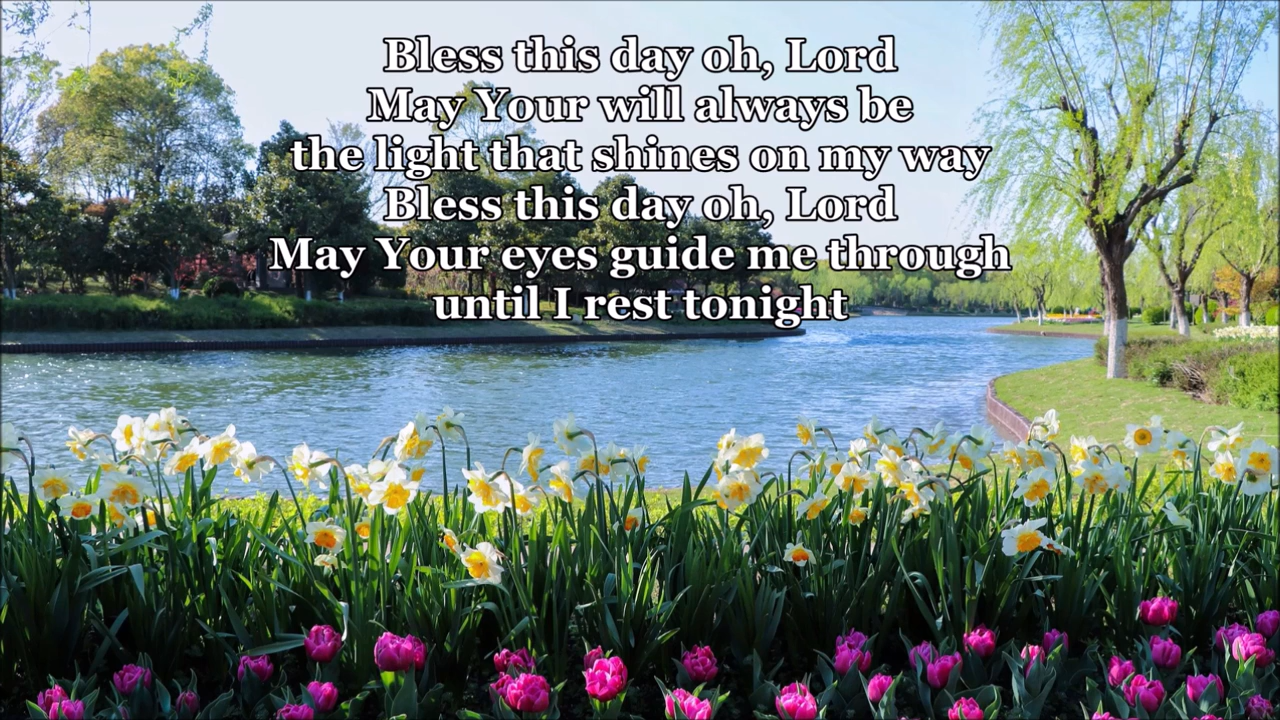 Bless this day oh, Lord
May Your will always be
the light that shines on my way
Bless this day oh, Lord
May Your eyes guide me through
until I rest tonight